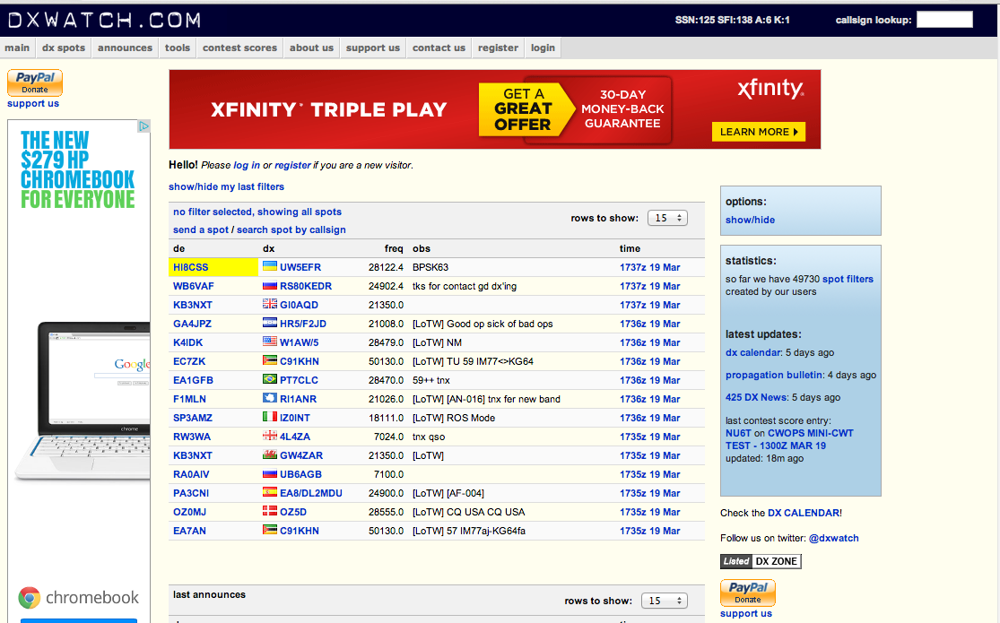 DXWATCH.COM
SSN:125 SFI:138 A:6 K:1
callsign lookup:
main dx spots announces tools contest scores about us support us contact us register login
PayPal
Donate
support us
THE NEW
$279 HP
CHROMEBOOK
FOR EVERYONE
Google
chrome
chromebook
XFINITY® TRIPLE PLAY
GET A
GREAT
OFFER
30-DAY
MONEY-BACK
GUARANTEE
xfinity.
LEARN MORE
Hello! Please log in or register if you are a new visitor.
show/hide my last filters
no filter selected, showing all spots
send a spot / search spot by callsign
rows to show: 15
de dx freq obs time
HI8CSS UW5EFR 28122.4 BPSK63 1737z 19 Mar
WB6VAF RS80KEDR 24902.4 tks for contact gd dx'ing 1737z 19 Mar
KB3NXT GI0AQD 21350.0 1737z 19 Mar
GA4JPZ HR5/F2JD 21008.0 [LoTW] Good op sick of bad ops 1736z 19 Mar
K4IDK W1AW/5 28479.0 [LoTW] NM 1736z 19 Mar
EC7ZK C91KHN 50130.0 [LoTW] TU 59 IM77<>KG64 1736z 19 Mar
EA1GFB PT7CLC 28470.0 59++ tnx 1736z 19 Mar
F1MLN RI1ANR 21026.0 [LoTW] [AN-016] tnx fer new band 1736z 19 Mar
SP3AMZ IZ0INT 18111.0 [LoTW] ROS Mode 1736z 19 Mar
RW3WA 4L4ZA 7024.0 tnx qso 1735z 19 Mar
KB3NXT GW4ZAR 21350.0 [LoTW] 1735z 19 Mar
RA0AIV UB6AGB 7100.0 1735z 19 Mar
PA3CNI EA8/DL2MDU 24900.0 [LoTW] [AF-004] 1735z 19 Mar
OZ0MJ OZ5D 28555.0 [LoTW] CQ USA CQ USA 1735z 19 Mar
EA7AN C91KHN 50130.0 [LoTW] 57 IM77aj-KG64fa 1735z 19 Mar
last announces
rows to show: 15
options:
show/hide
statistics:
so far we have 49730 spot filters
created by our users
latest updates:
dx calendar: 5 days ago
propagation bulletin: 4 days ago
425 DX News: 5 days ago
last contest score entry:
NU6T on CWOPS MINI-CWT
TEST - 1300Z MAR 19
updated: 18m ago
Check the DX CALENDAR!
Follow us on twitter: @dxwatch
Listed DX ZONE
PayPal
Donate
support us